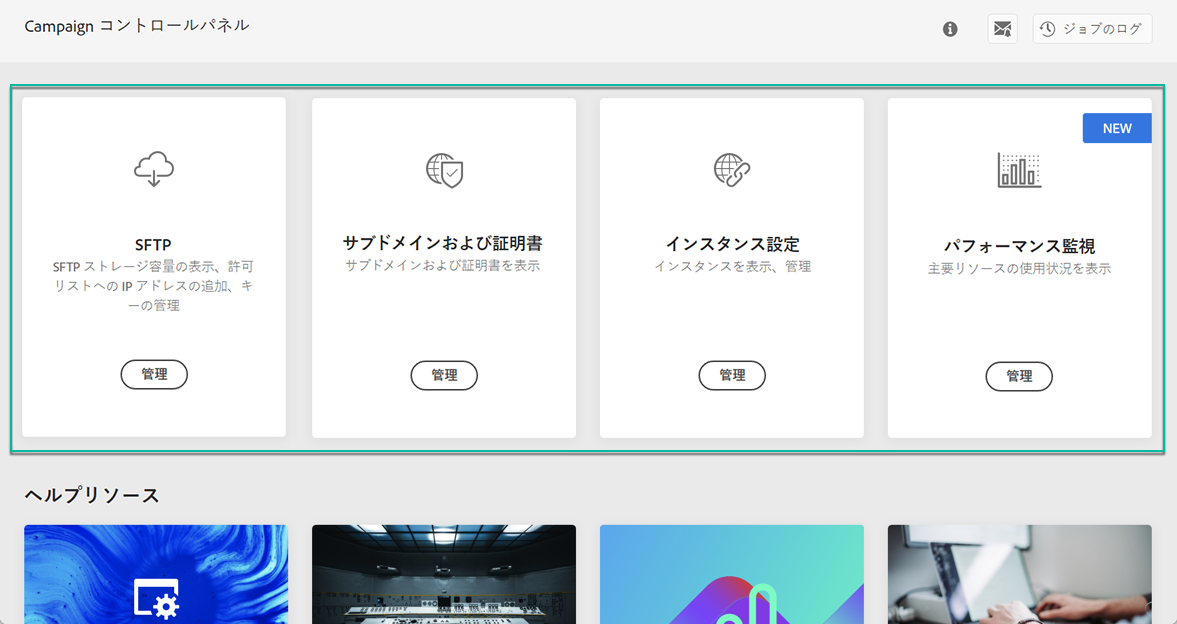 Campaign コントロールパネル
ジョブのログ
NEW
SFTP
SFTP ストレージ容量の表示、許可
リストへの IP アドレスの追加、キ
ーの管理
管理
サブドメインおよび証明書
サブドメインおよび証明書を表示
管理
インスタンス設定
インスタンスを表示、管理
管理
パフォーマンス監視
主要リソースの使用状況を表示
管理
ヘルプリソース